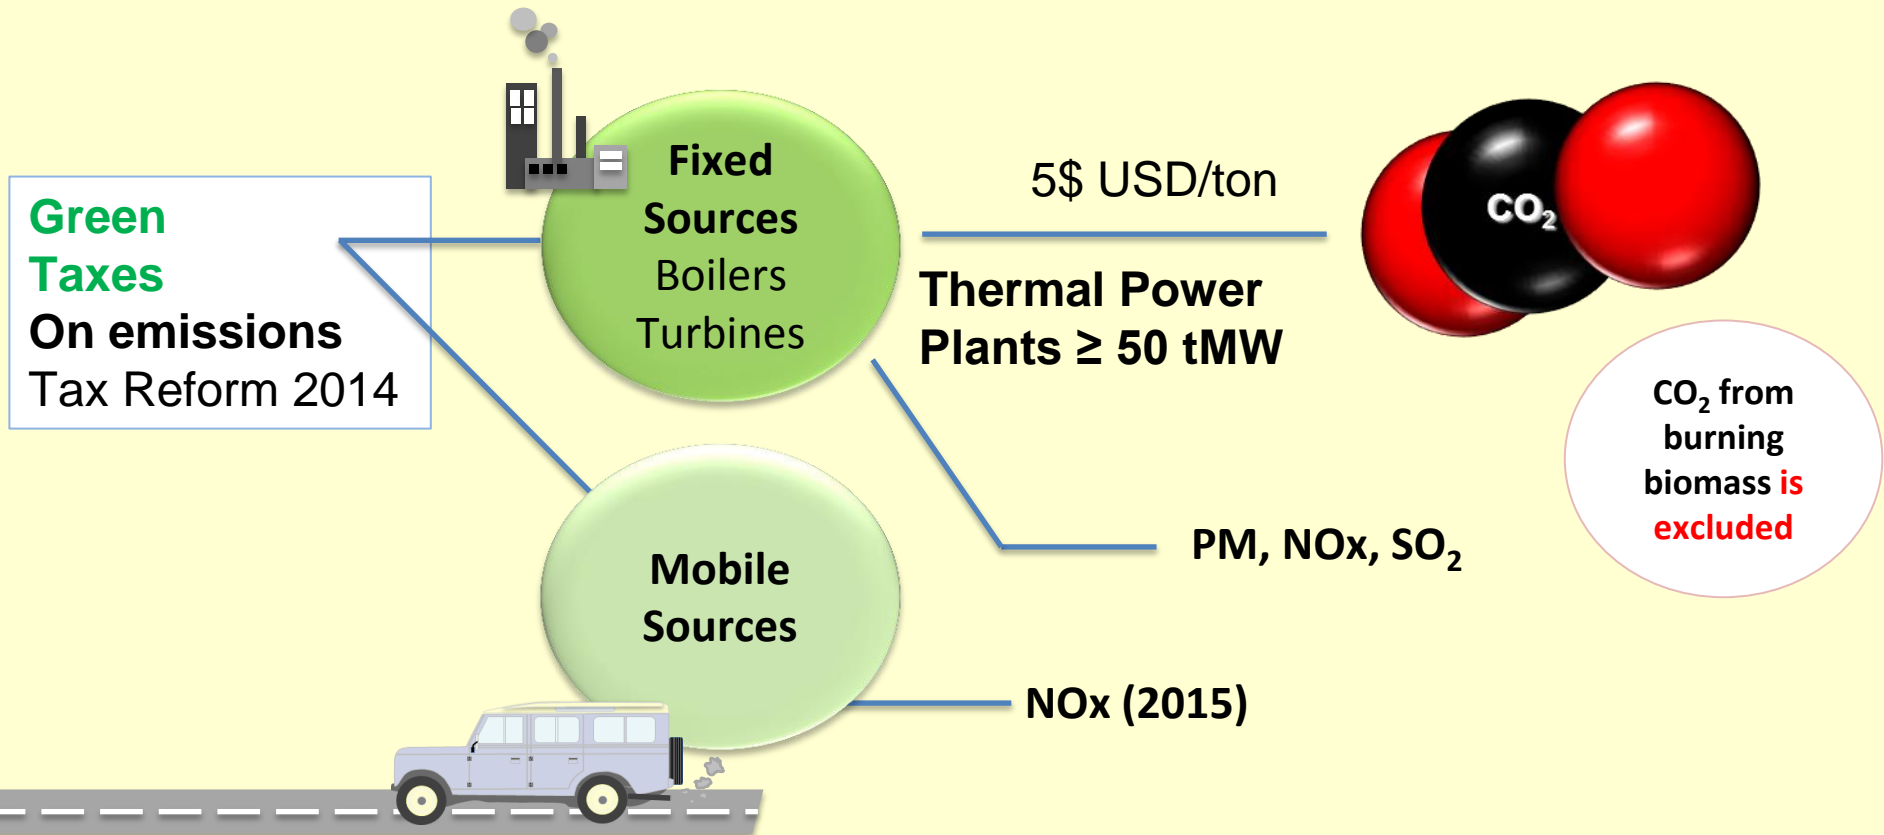 Green
Taxes
On emissions
Tax Reform 2014
Fixed
Sources
Boilers
Turbines
5$ USD/ton
Thermal Power
Plants ≥ 50 tMW
CO₂
CO₂ from
burning
biomass is
excluded
PM, NOx, SO₂
Mobile
Sources
NOx (2015)